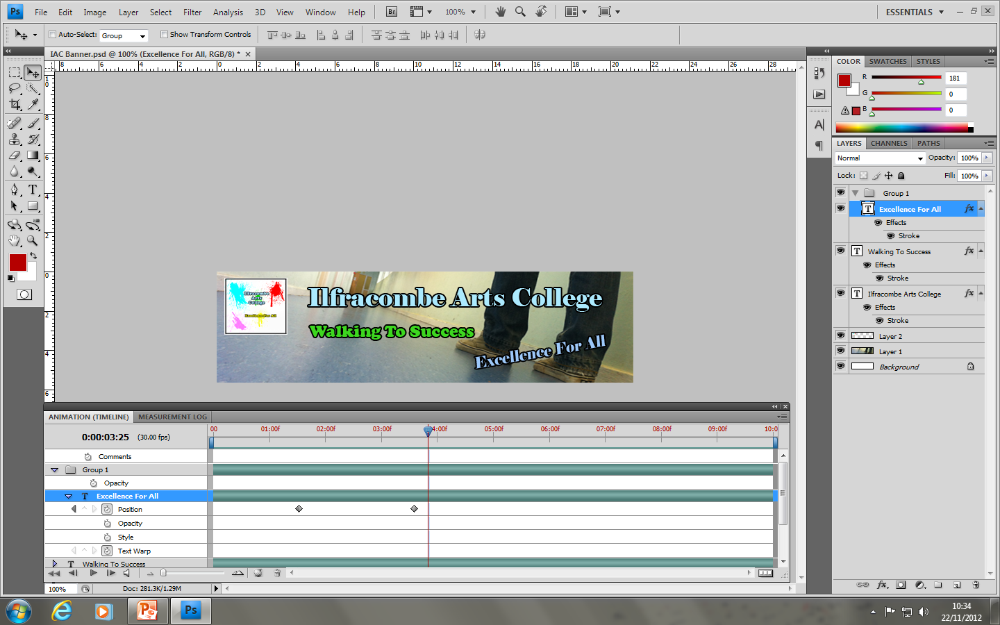 Ps File Edit Image Layer Select Filter Analysis 3D View Window Help Br 100% ESSENTIALS
Auto-Select: Group Show Transform Controls
IAC Banner.psd @ 100% (Excellence For All, RGB/8) *
8 6 4 2 0 2 4 6 8 10 12 14 16 18 20 22 24 26 28
COLOR SWATCHES STYLES
R 181
G 0
B 0
LAYERS CHANNELS PATHS
Normal Opacity: 100%
Lock: Fill: 100%
Group 1
T Excellence For All fx
Effects
Stroke
T Walking To Success fx
Effects
Stroke
T Ilfracombe Arts College fx
Effects
Stroke
Layer 2
Layer 1
Background
Ilfracombe
Arts
College
Excellence For All
Ilfracombe Arts College
Walking To Success
Excellence For All
ANIMATION (TIMELINE) MEASUREMENT LOG
0:00:03:25 (30.00 fps) 00 01:00f 02:00f 03:00f 4:00f 05:00f 06:00f 07:00f 08:00f 09:00f 10:0
Comments
Group 1
Opacity
T Excellence For All
Position
Opacity
Style
Text Warp
T Walking To Success
100% Doc: 281.3K/1.29M
Ps 10:34
22/11/2012